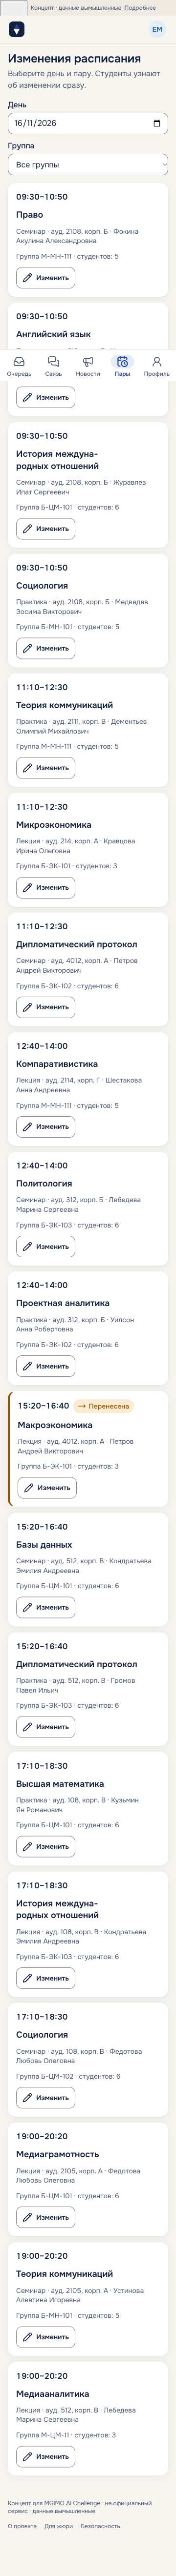 Концепт · данные вымышленные Подробнее
ЕМ
Изменения расписания
Выберите день и пару. Студенты узнают
об изменении сразу.
День
16/11/2026
Группа
Все группы
09:30–10:50
Право
Семинар · ауд. 2108, корп. Б · Фокина
Акулина Александровна
Группа М-МН-111 · студентов: 5
Изменить
09:30–10:50
Английский язык
Очередь
Связь
Новости
Пары
Профиль
Изменить
09:30–10:50
История междуна-
родных отношений
Семинар · ауд. 2108, корп. Б · Журавлев
Ипат Сергеевич
Группа Б-ЦМ-101 · студентов: 6
Изменить
09:30–10:50
Социология
Практика · ауд. 2108, корп. Б · Медведев
Зосима Викторович
Группа Б-МН-101 · студентов: 5
Изменить
11:10–12:30
Теория коммуникаций
Практика · ауд. 2111, корп. В · Дементьев
Олимпий Михайлович
Группа М-МН-111 · студентов: 5
Изменить
11:10–12:30
Микроэкономика
Лекция · ауд. 214, корп. А · Кравцова
Ирина Олеговна
Группа Б-ЭК-101 · студентов: 3
Изменить
11:10–12:30
Дипломатический протокол
Семинар · ауд. 4012, корп. А · Петров
Андрей Викторович
Группа Б-ЭК-102 · студентов: 6
Изменить
12:40–14:00
Компаративистика
Лекция · ауд. 2114, корп. Г · Шестакова
Анна Андреевна
Группа М-МН-111 · студентов: 5
Изменить
12:40–14:00
Политология
Семинар · ауд. 312, корп. Б · Лебедева
Марина Сергеевна
Группа Б-ЭК-103 · студентов: 6
Изменить
12:40–14:00
Проектная аналитика
Практика · ауд. 312, корп. Б · Уилсон
Анна Робертовна
Группа Б-ЭК-102 · студентов: 6
Изменить
15:20–16:40 → Перенесена
Макроэкономика
Лекция · ауд. 4012, корп. А · Петров
Андрей Викторович
Группа Б-ЭК-101 · студентов: 3
Изменить
15:20–16:40
Базы данных
Семинар · ауд. 512, корп. В · Кондратьева
Эмилия Андреевна
Группа Б-ЦМ-101 · студентов: 6
Изменить
15:20–16:40
Дипломатический протокол
Практика · ауд. 512, корп. В · Громов
Павел Ильич
Группа Б-ЭК-103 · студентов: 6
Изменить
17:10–18:30
Высшая математика
Практика · ауд. 108, корп. В · Кузьмин
Ян Романович
Группа Б-ЦМ-101 · студентов: 6
Изменить
17:10–18:30
История междуна-
родных отношений
Лекция · ауд. 108, корп. В · Кондратьева
Эмилия Андреевна
Группа Б-ЭК-103 · студентов: 6
Изменить
17:10–18:30
Социология
Семинар · ауд. 108, корп. В · Федотова
Любовь Олеговна
Группа Б-ЦМ-102 · студентов: 6
Изменить
19:00–20:20
Медиаграмотность
Лекция · ауд. 2105, корп. А · Федотова
Любовь Олеговна
Группа Б-ЦМ-101 · студентов: 6
Изменить
19:00–20:20
Теория коммуникаций
Семинар · ауд. 2105, корп. А · Устинова
Алевтина Игоревна
Группа Б-МН-101 · студентов: 5
Изменить
19:00–20:20
Медиааналитика
Лекция · ауд. 512, корп. В · Лебедева
Марина Сергеевна
Группа М-ЦМ-11 · студентов: 3
Изменить
Концепт для MGIMO AI Challenge · не официальный
сервис · данные вымышленные
О проекте Для жюри Безопасность